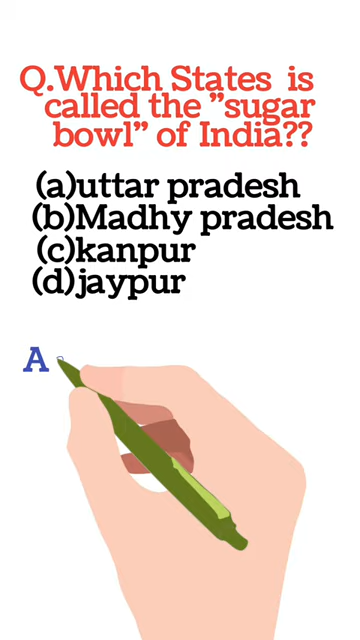 Q.Which States is
called the "sugar
bowl" of India??
(a)uttar pradesh
(b)Madhy pradesh
(c)kanpur
(d)jaypur
A